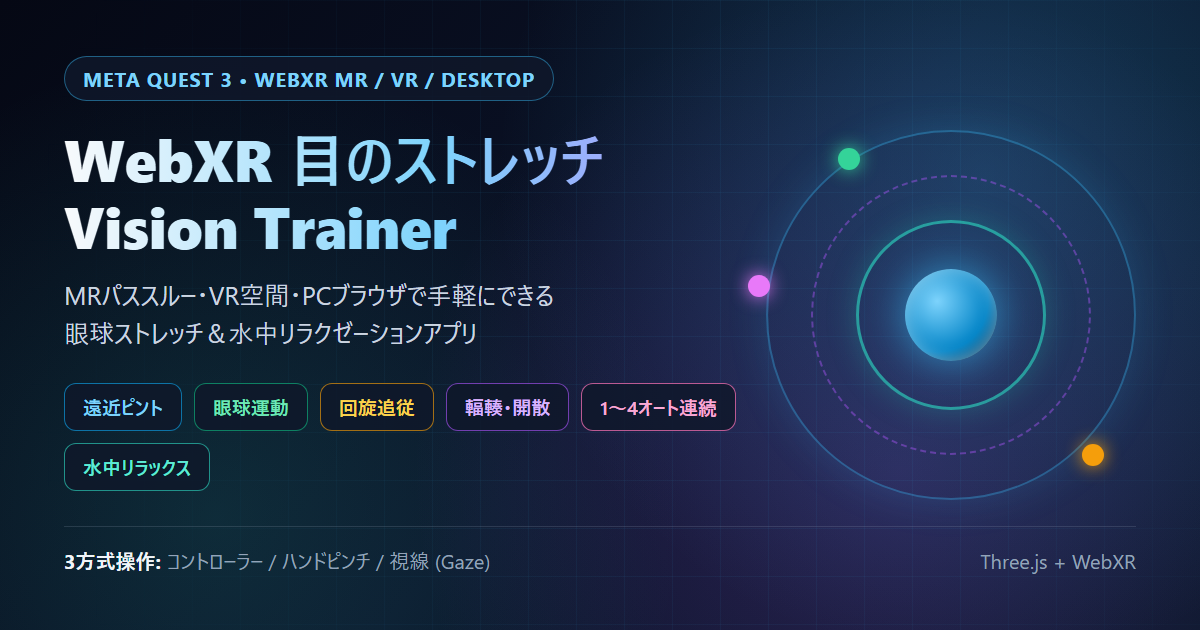 META QUEST 3 • WEBXR MR / VR / DESKTOP
WebXR 目のストレッチ
Vision Trainer
MRパススルー・VR空間・PCブラウザで手軽にできる
眼球ストレッチ＆水中リラクゼーションアプリ
遠近ピント 眼球運動 回旋追従 輻輳・開散 1〜4オート連続
水中リラックス
3方式操作: コントローラー / ハンドピンチ / 視線 (Gaze) Three.js + WebXR